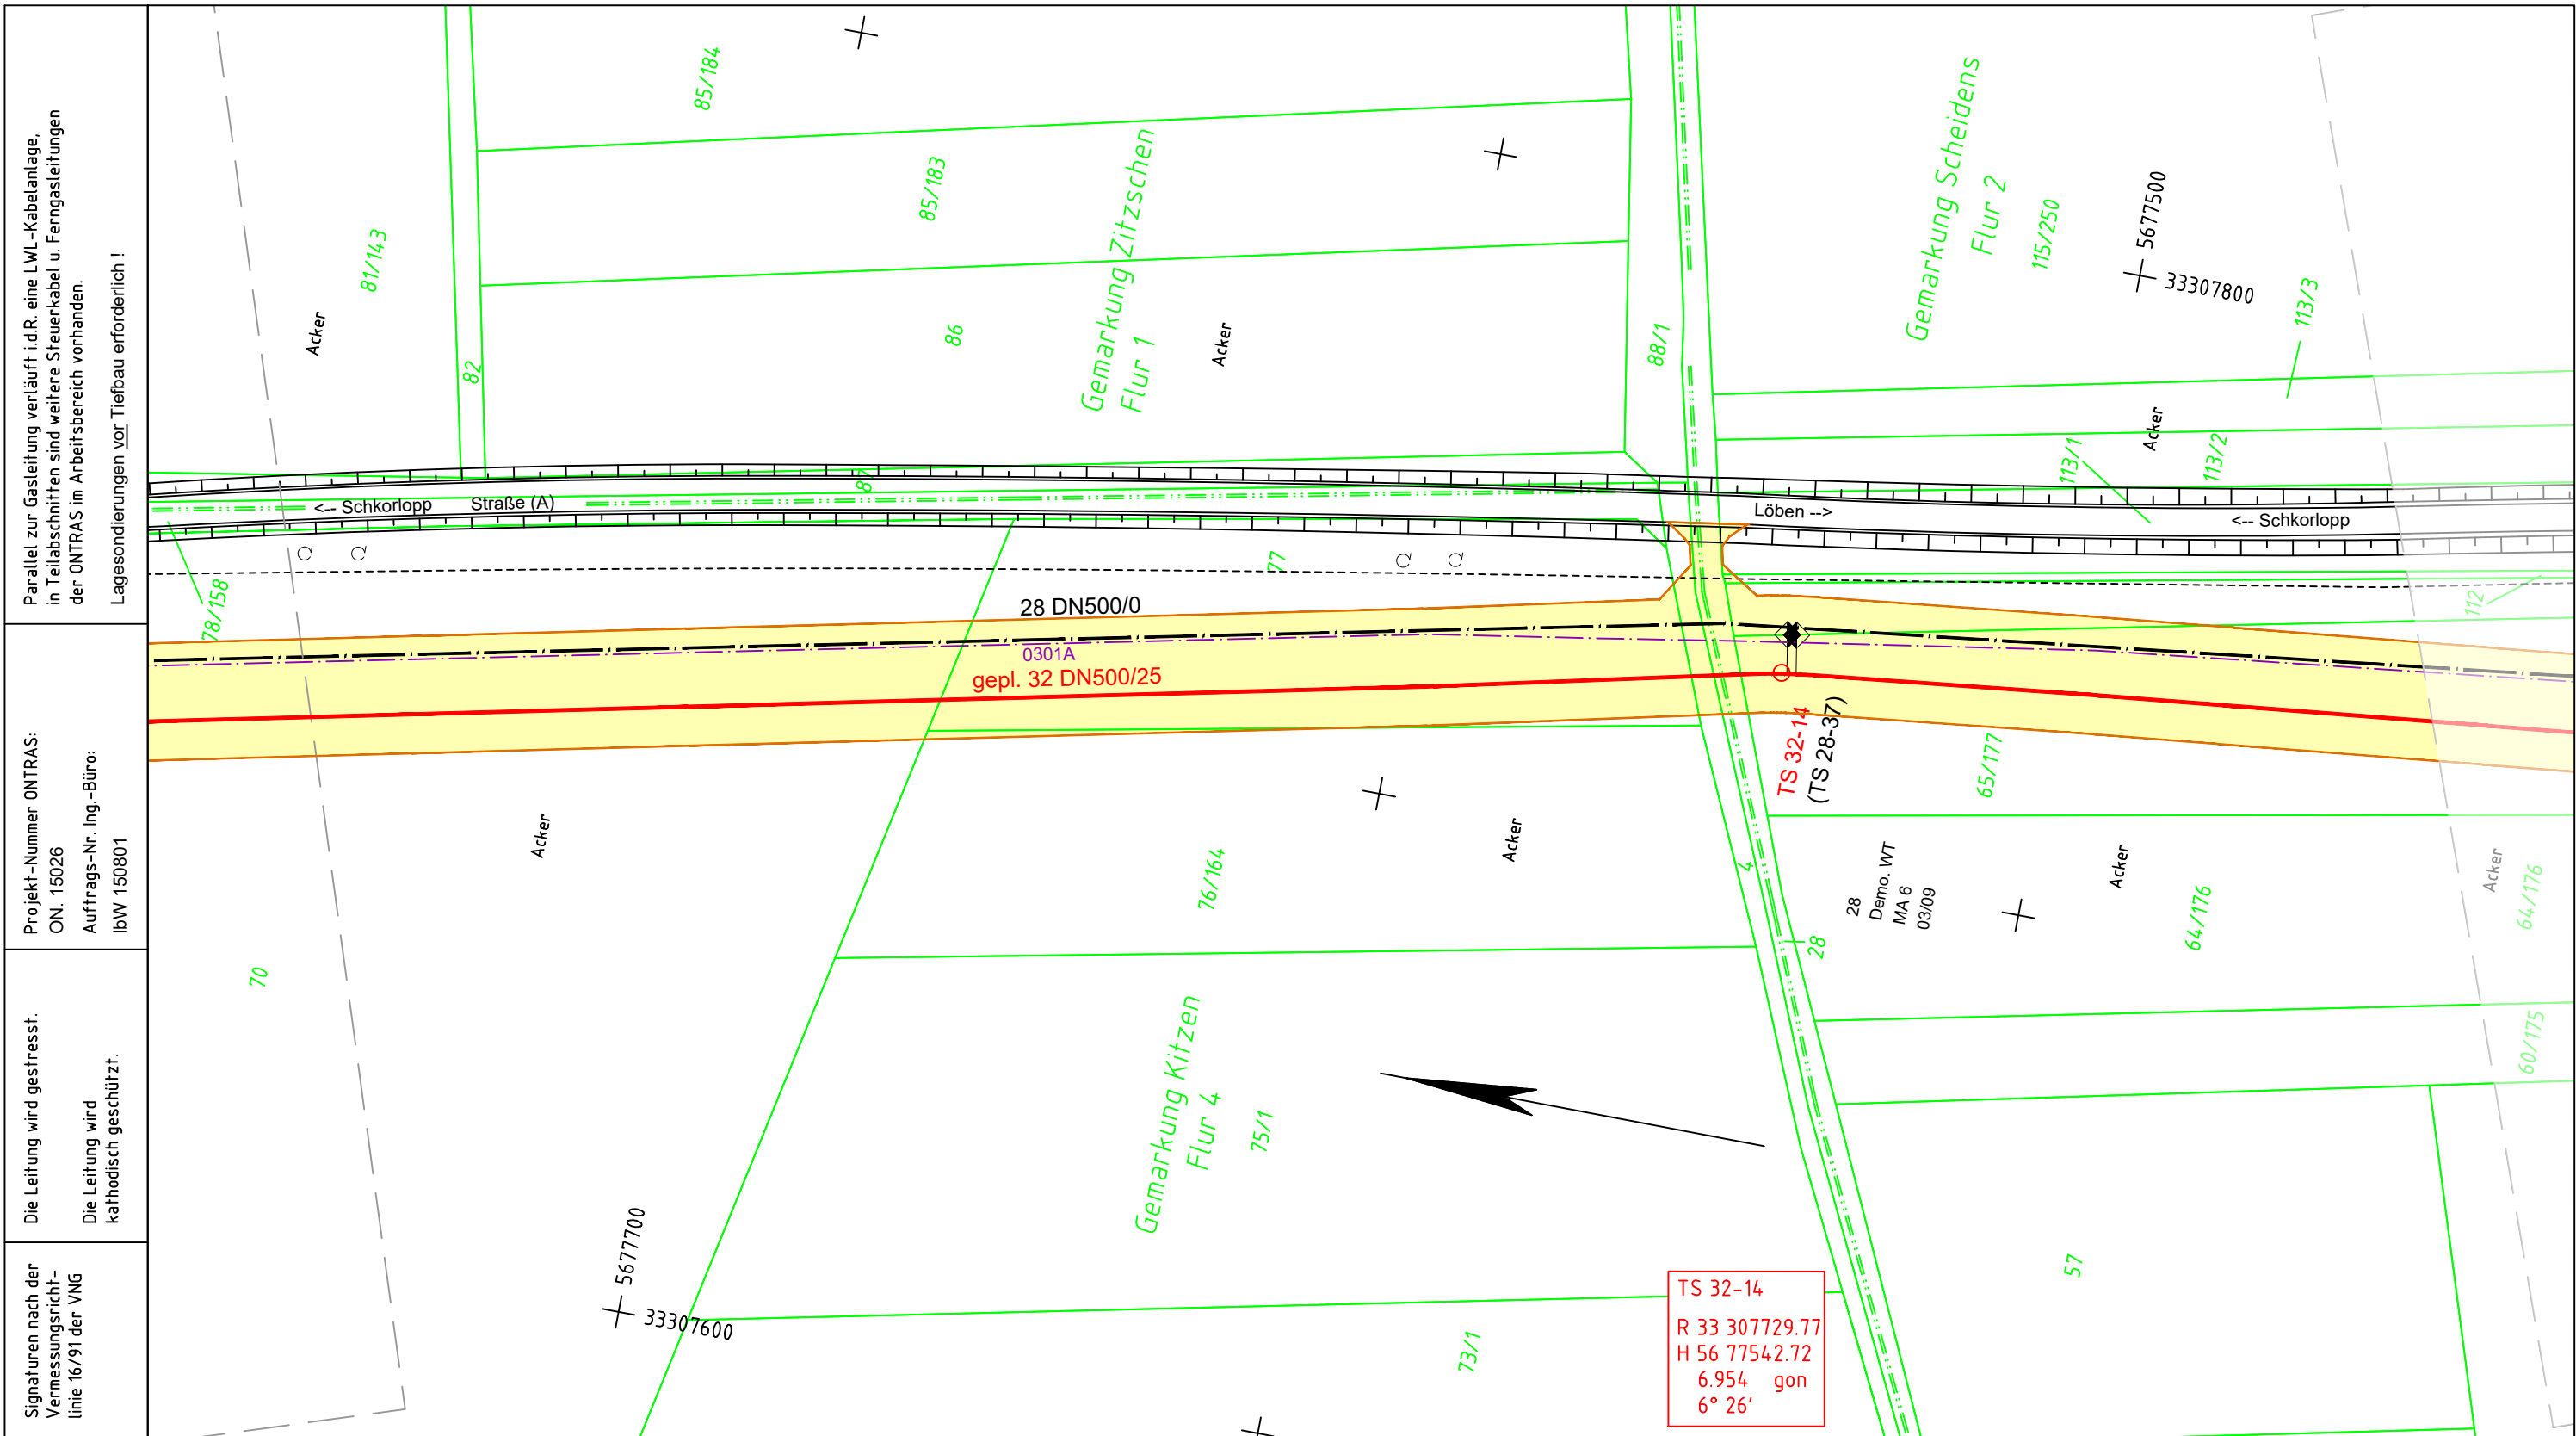 Parallel zur Gasleitung verläuft i.d.R. eine LWL-Kabelanlage,
in Teilabschnitten sind weitere Steuerkabel u. Ferngasleitungen
der ONTRAS im Arbeitsbereich vorhanden.
Lagesondierungen vor Tiefbau erforderlich !
Projekt-Nummer ONTRAS:
ON. 15026
Auftrags-Nr. Ing.-Büro:
IbW 150801
Die Leitung wird gestresst.
Die Leitung wird
kathodisch geschützt.
Signaturen nach der
Vermessungsricht-
linie 16/91 der VNG
85/184
81/143
Acker
82
85/183
86
Gemarkung Zitzschen
Flur 1
Acker
88/1
Gemarkung Scheidens
Flur 2
115/250
5677500
33307800
113/3
Acker
113/1
113/2
87
<-- Schkorlopp
Straße (A)
Löben -->
<-- Schkorlopp
78/158
77
112
28 DN500/0
0301A
gepl. 32 DN500/25
TS 32-14
(TS 28-37)
65/177
Acker
76/164
Acker
4
28
28
Demo. WT
MA 6
03/09
Acker
64/176
Acker
64/176
60/175
70
Gemarkung Kitzen
Flur 4
75/1
5677700
33307600
73/1
57
TS 32-14
R 33 307729.77
H 56 77542.72
6.954 gon
6° 26'